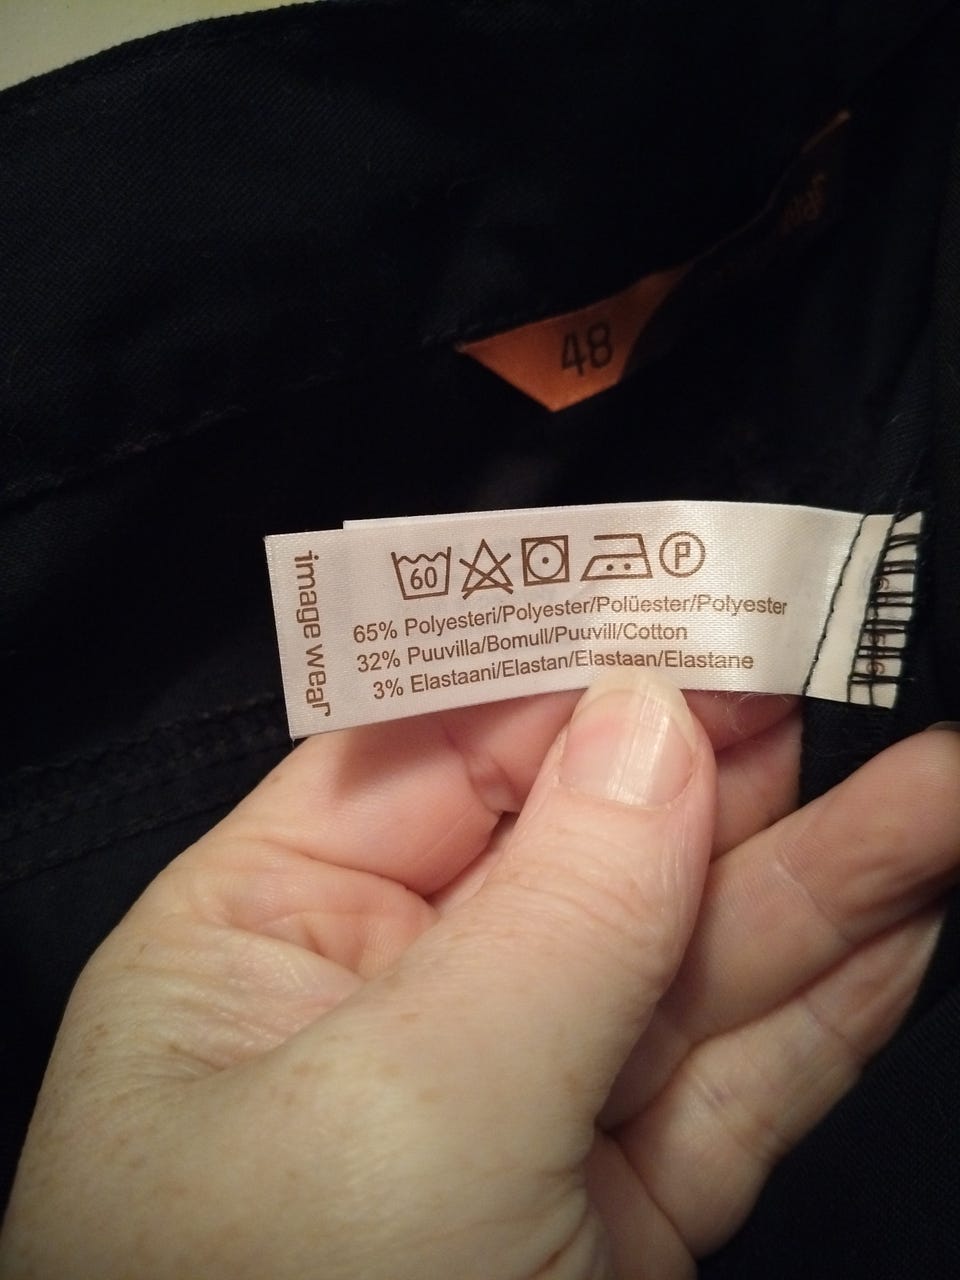 48
image wear
60
P
65% Polyesteri/Polyester/Polüester/Polyester
32% Puuvilla/Bomull/Puuvill/Cotton
3% Elastaani/Elastan/Elastaan/Elastane